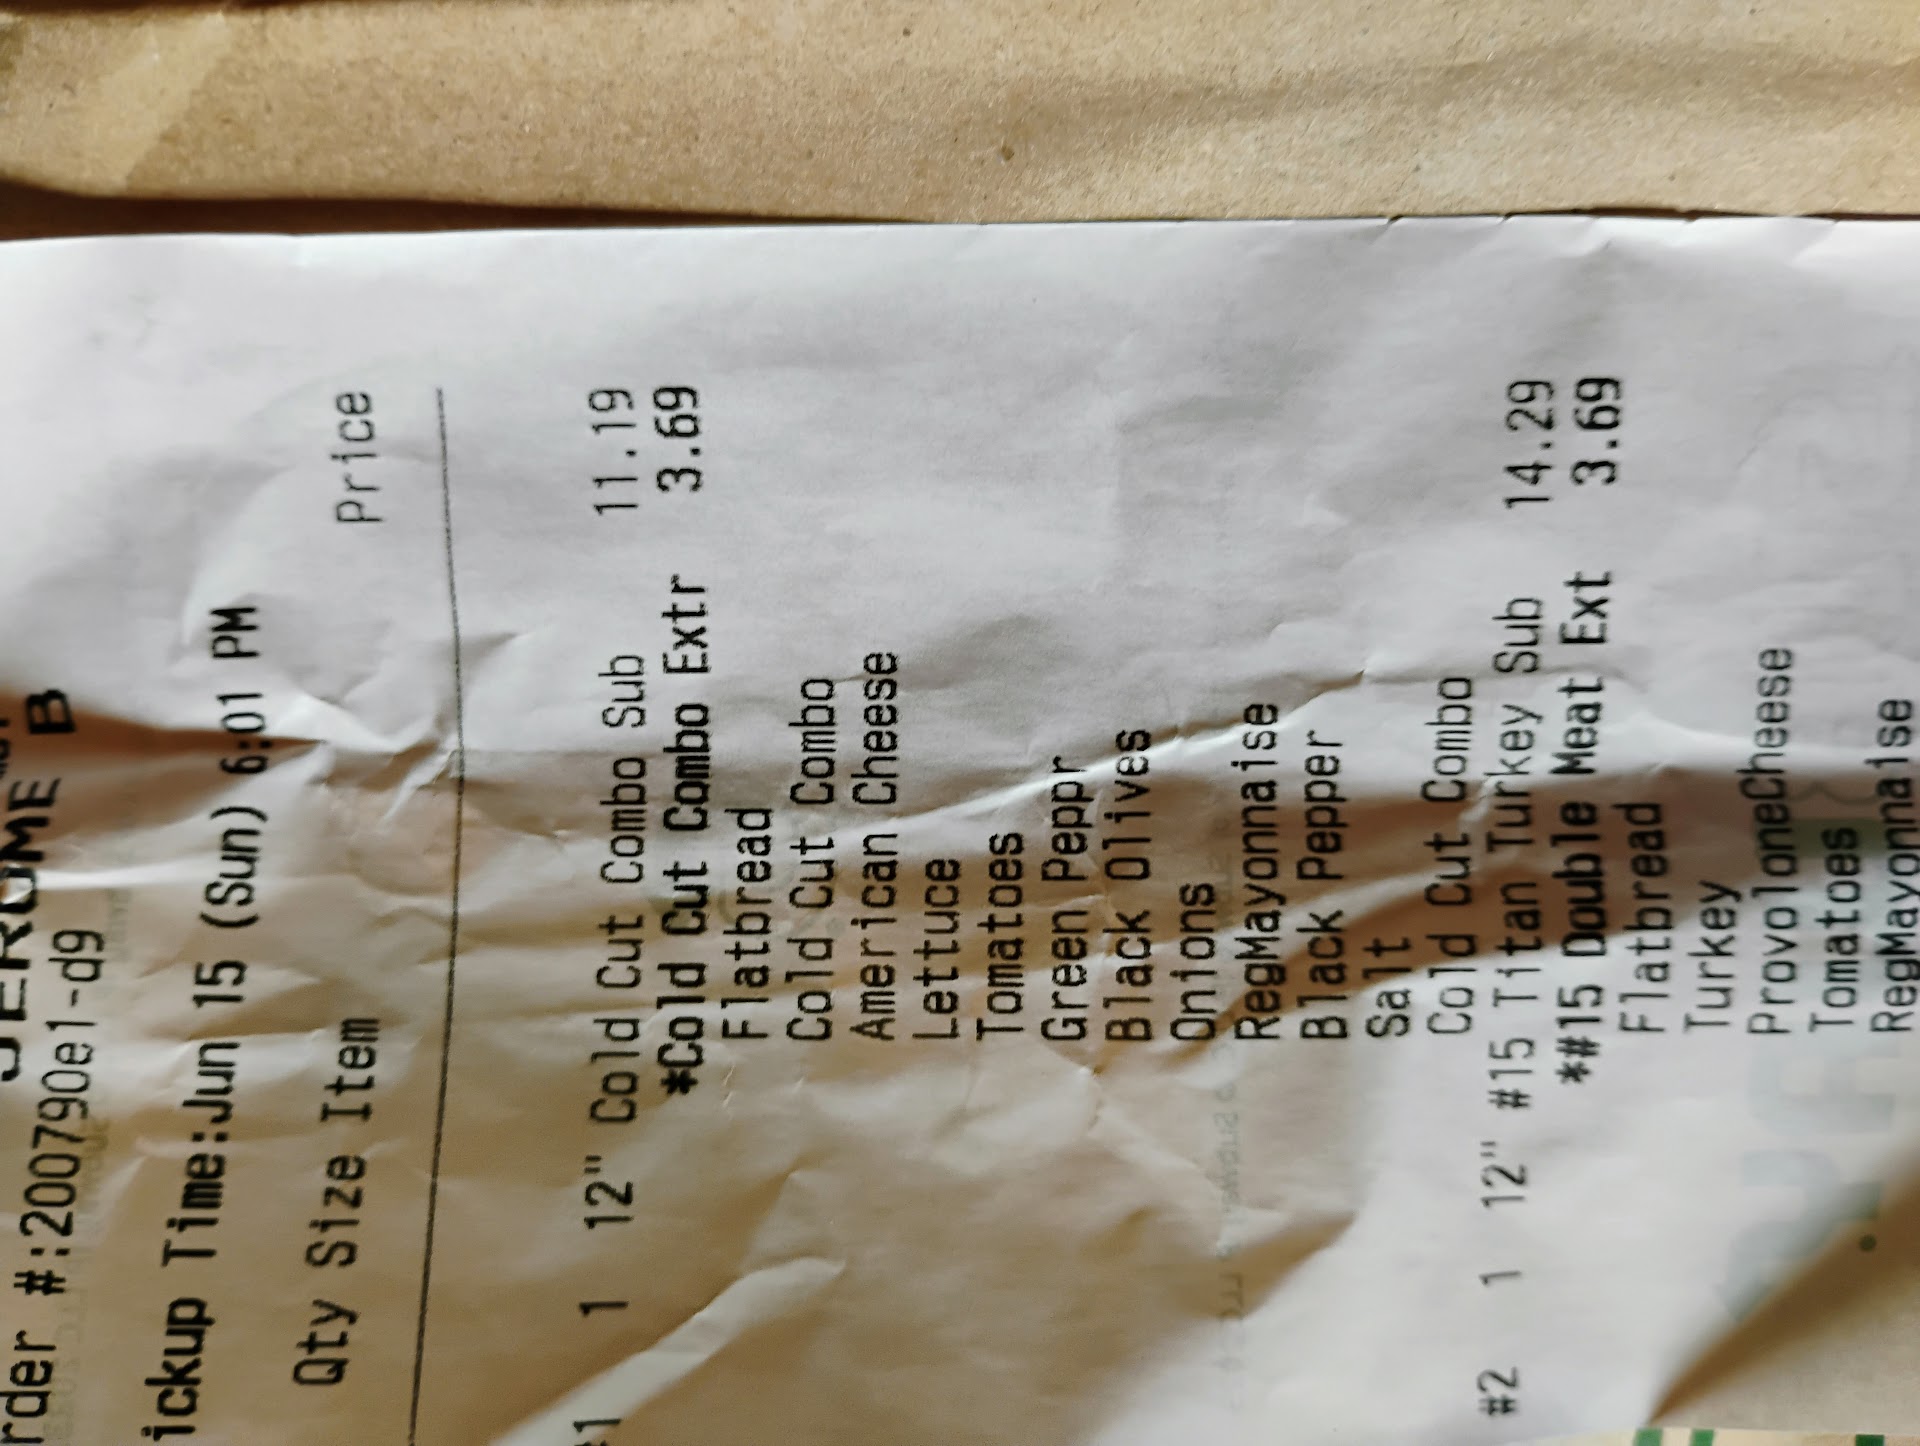 JEROME B
rder #:200790e1-d9
ickup Time:Jun 15 (Sun) 6:01 PM
Qty Size Item Price
#1 1 12" Cold Cut Combo Sub 11.19
*Cold Cut Combo Extr 3.69
Flatbread
Cold Cut Combo
American Cheese
Lettuce
Tomatoes
Green Peppr
Black Olives
Onions
RegMayonnaise
Black Pepper
Salt
Cold Cut Combo
#2 1 12" #15 Titan Turkey Sub 14.29
*#15 Double Meat Ext 3.69
Flatbread
Turkey
ProvoloneCheese
Tomatoes
RegMayonnaise